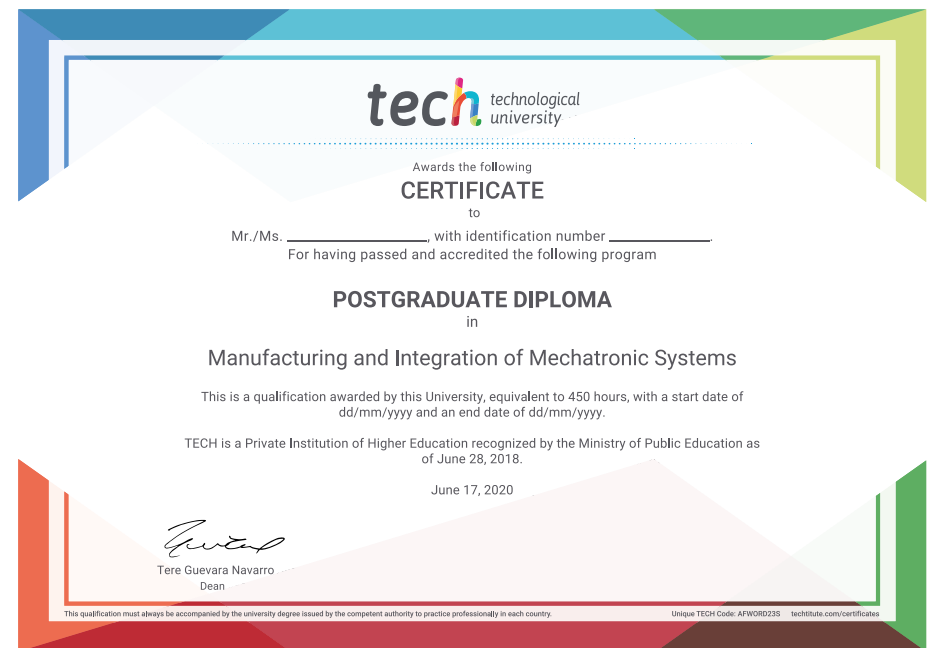 tech technological
university
Awards the following
CERTIFICATE
to
Mr./Ms. ____________________, with identification number ______________.
For having passed and accredited the following program
POSTGRADUATE DIPLOMA
in
Manufacturing and Integration of Mechatronic Systems
This is a qualification awarded by this University, equivalent to 450 hours, with a start date of
dd/mm/yyyy and an end date of dd/mm/yyyy.
TECH is a Private Institution of Higher Education recognized by the Ministry of Public Education as
of June 28, 2018.
June 17, 2020
Tere Guevara Navarro
Dean
This qualification must always be accompanied by the university degree issued by the competent authority to practice professionally in each country. Unique TECH Code: AFWORD23S techtitute.com/certificates